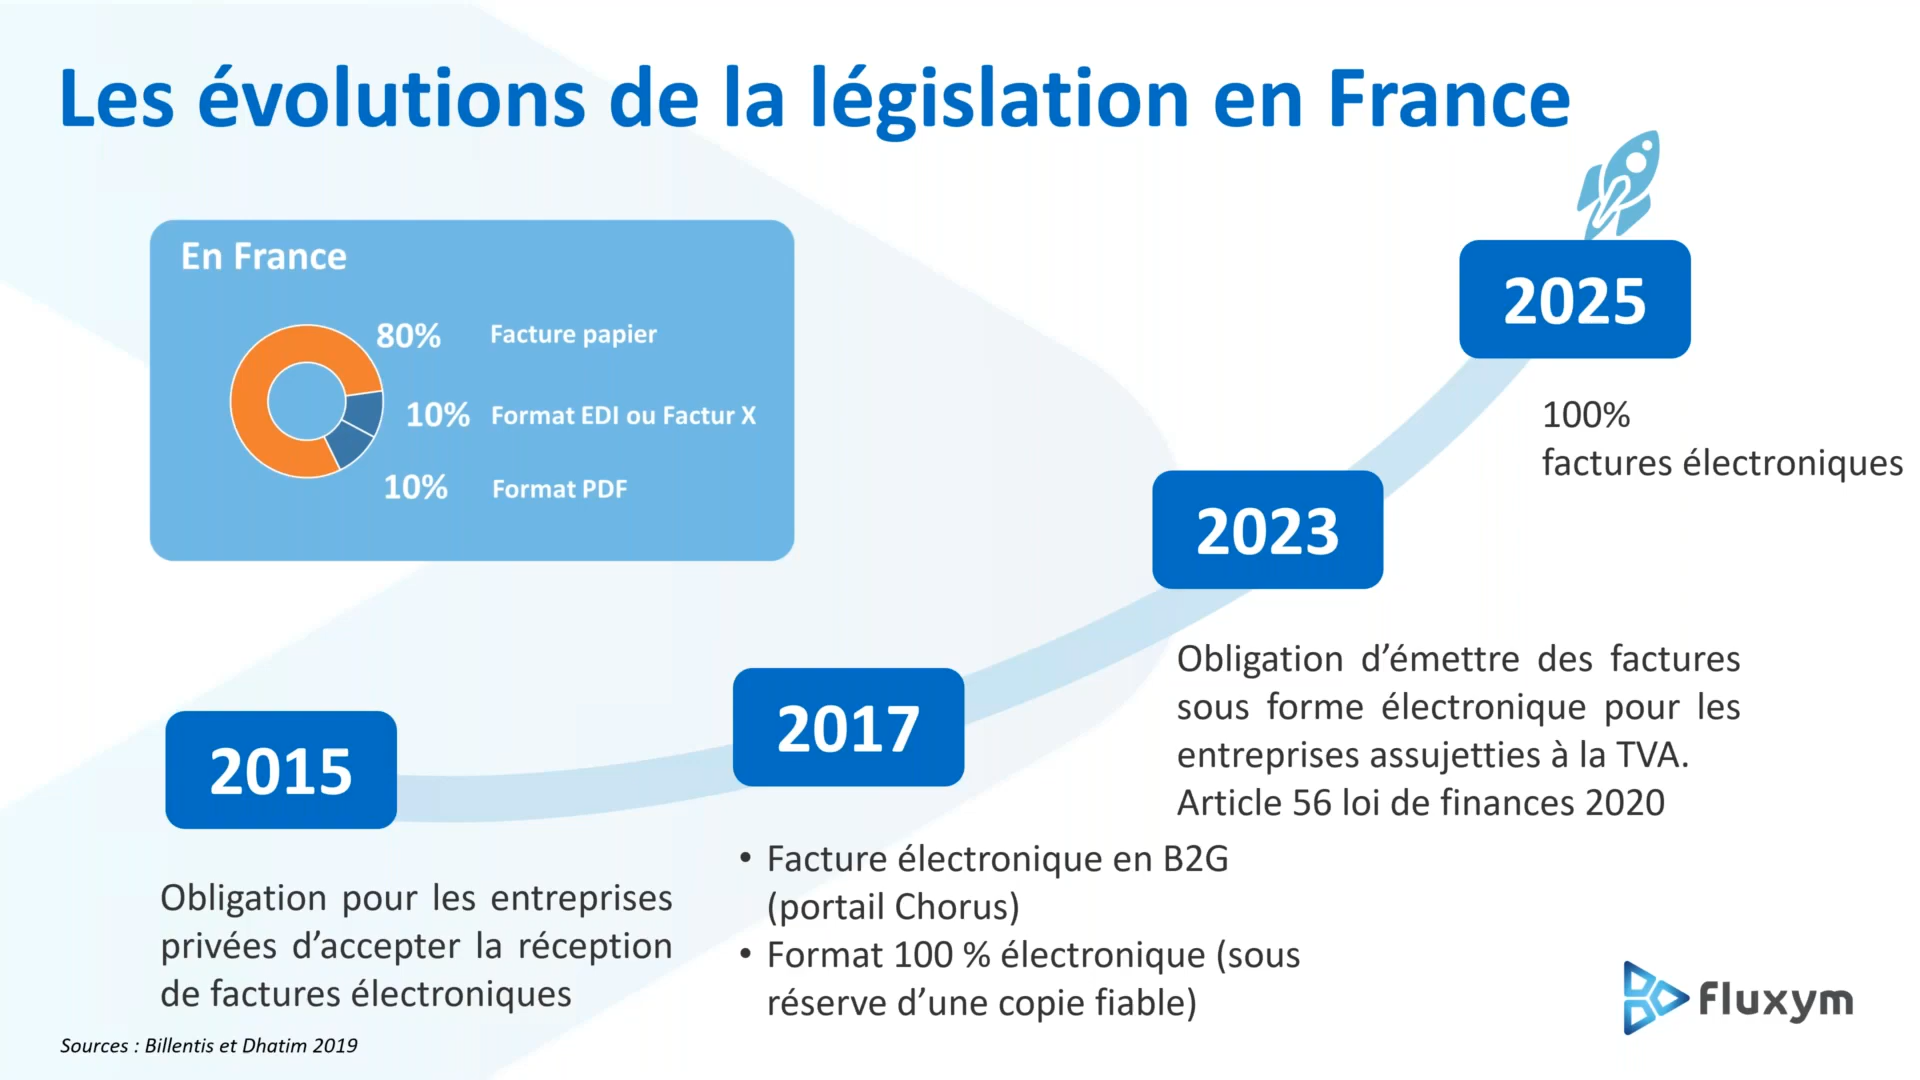 Les évolutions de la législation en France
En France
80% Facture papier
10% Format EDI ou Factur X
10% Format PDF
2025
100%
factures électroniques
2023
Obligation d’émettre des factures
sous forme électronique pour les
entreprises assujetties à la TVA.
Article 56 loi de finances 2020
2017
• Facture électronique en B2G
(portail Chorus)
• Format 100 % électronique (sous
réserve d’une copie fiable)
2015
Obligation pour les entreprises
privées d’accepter la réception
de factures électroniques
Sources : Billentis et Dhatim 2019
fluxym